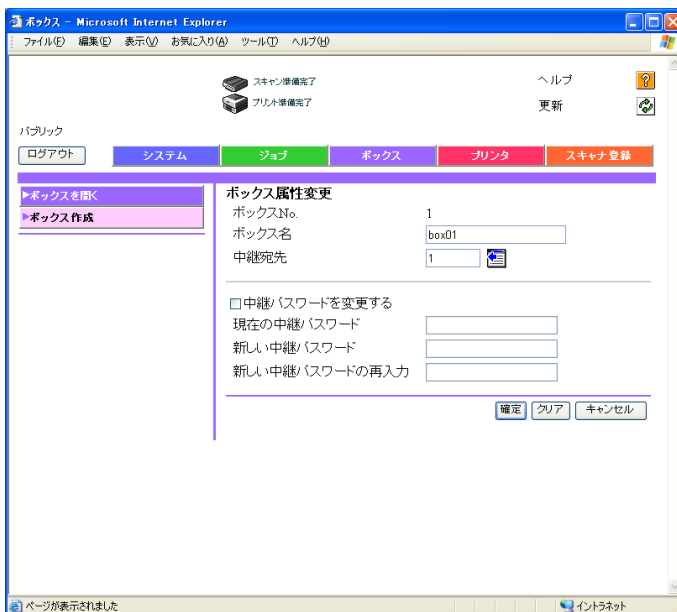 ボックス - Microsoft Internet Explorer
ファイル(F) 編集(E) 表示(V) お気に入り(A) ツール(T) ヘルプ(H)
スキャン準備完了
プリント準備完了
ヘルプ ?
更新
パブリック
ログアウト システム ジョブ ボックス プリンタ スキャナ登録
▶ボックスを開く
▶ボックス作成
ボックス属性変更
ボックスNo. 1
ボックス名 box01
中継宛先 1
中継パスワードを変更する
現在の中継パスワード
新しい中継パスワード
新しい中継パスワードの再入力
確定 クリア キャンセル
ページが表示されました イントラネット